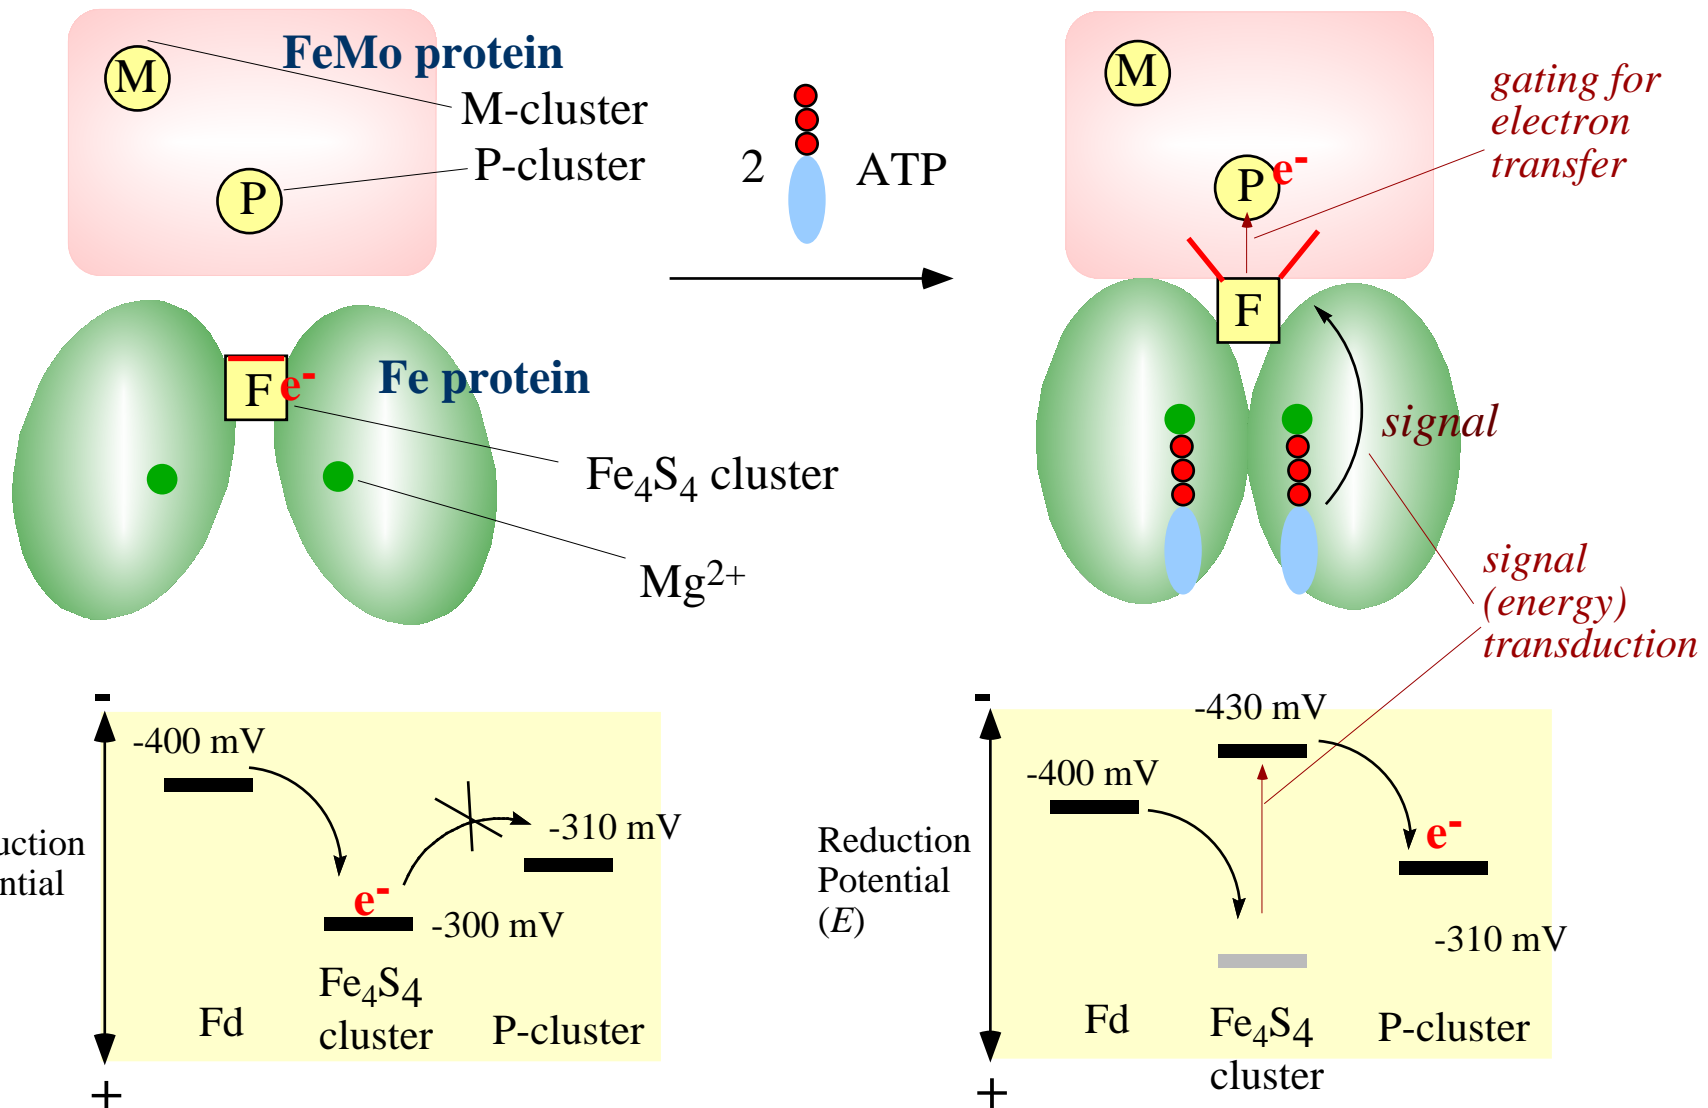 FeMo protein
M
M-cluster
P-cluster
P
2
ATP
M
gating for
electron
transfer
P
e-
F
F
e-
Fe protein
signal
Fe4S4 cluster
Mg2+
signal
(energy)
transduction
-
-400 mV
-310 mV
uction
ntial
e-
-300 mV
Fe4S4
cluster
Fd
P-cluster
+
-
-430 mV
-400 mV
Reduction
Potential
(E)
e-
-310 mV
Fd
Fe4S4
cluster
P-cluster
+